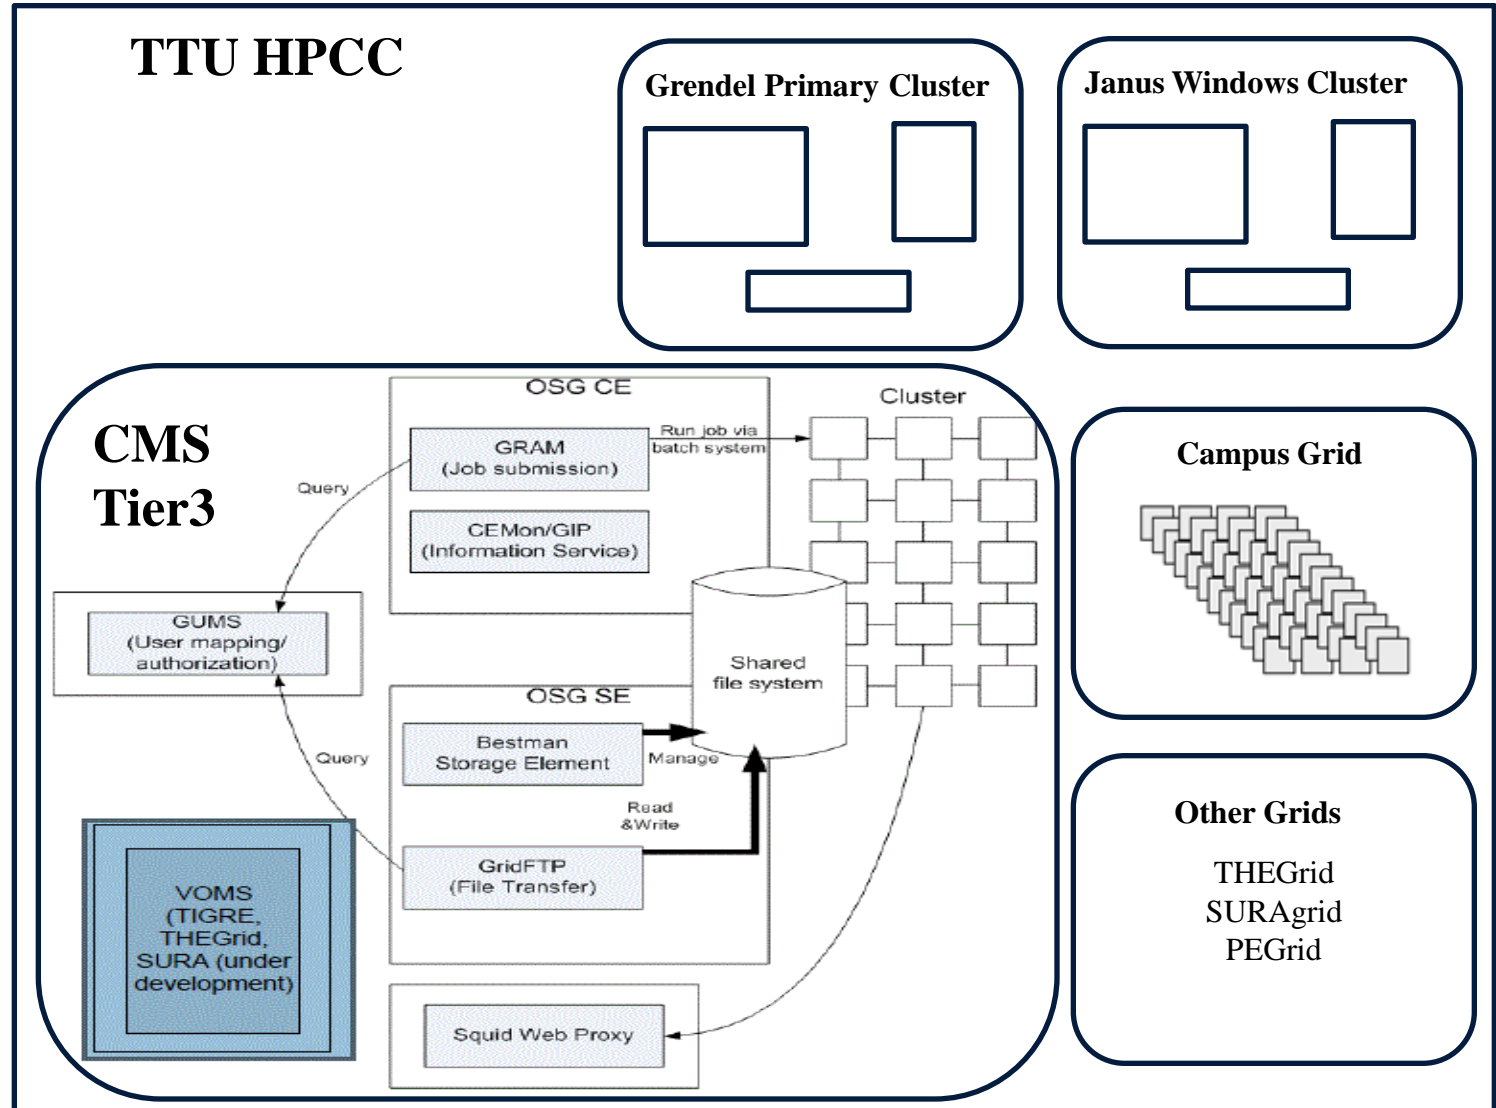 TTU HPCC
Grendel Primary Cluster
Janus Windows Cluster
CMS
Tier3
OSG CE
GRAM
(Job submission)
Run job via
batch system
Cluster
Query
CEMon/GIP
(Information Service)
GUMS
(User mapping/
authorization)
Shared
file system
OSG SE
Bestman
Storage Element
Manage
Query
Read
&Write
GridFTP
(File Transfer)
VOMS
(TIGRE,
THEGrid,
SURA (under
development)
Squid Web Proxy
Campus Grid
Other Grids
THEGrid
SURAgrid
PEGrid